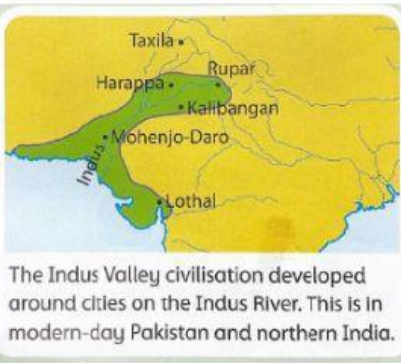 Taxila
Rupar
Harappa
Kalibangan
Mohenjo-Daro
Indus
Lothal
The Indus Valley civilisation developed
around cities on the Indus River. This is in
modern-day Pakistan and northern India.